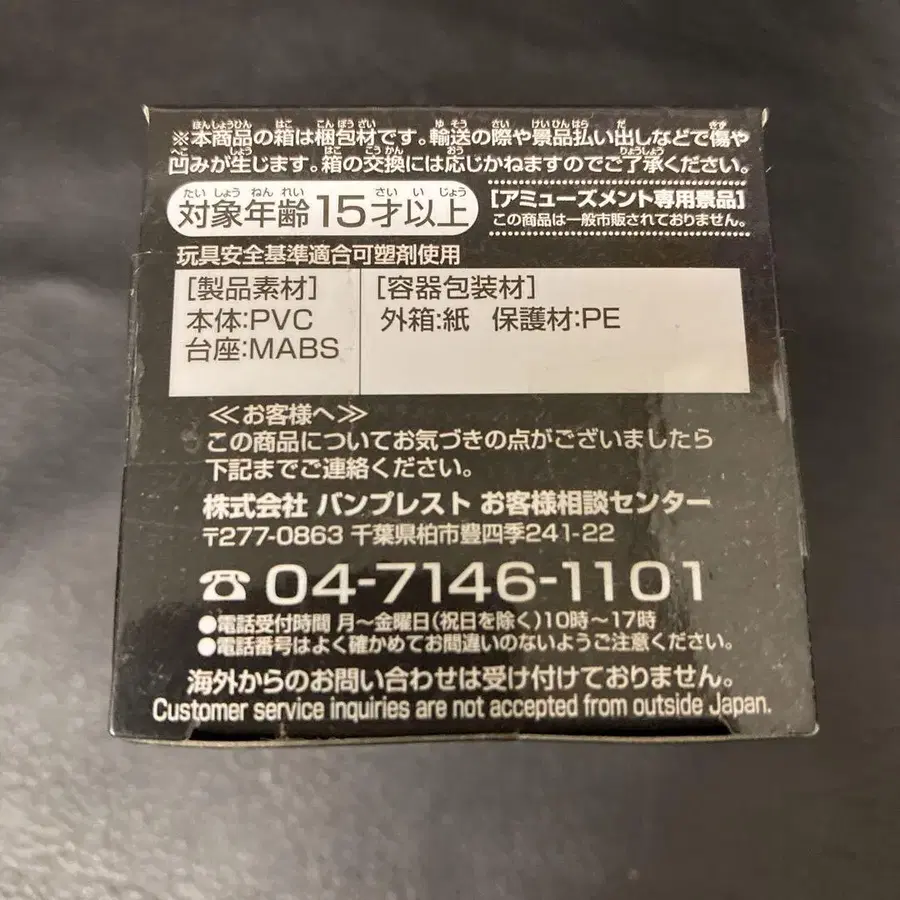 ※本商品の箱は梱包材です。輸送の際や景品払い出しなどで傷や
凹みが生じます。箱の交換には応じかねますのでご了承ください。
対象年齢15才以上
[アミューズメント専用景品]
この商品は一般市販されておりません。
玩具安全基準適合可塑剤使用
[製品素材]
本体:PVC
台座:MABS
[容器包装材]
外箱:紙 保護材:PE
≪お客様へ≫
この商品についてお気づきの点がございましたら
下記までご連絡ください。
株式会社 バンプレスト お客様相談センター
〒277-0863 千葉県柏市豊四季241-22
☎04-7146-1101
●電話受付時間 月〜金曜日(祝日を除く)10時〜17時
●電話番号はよく確かめてお間違いのないようご注意ください。
海外からのお問い合わせは受け付けておりません。
Customer service inquiries are not accepted from outside Japan.